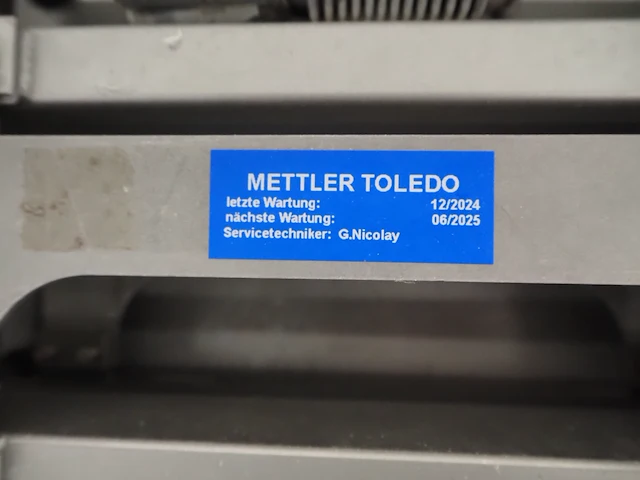 METTLER TOLEDO
letzte Wartung: 12/2024
nächste Wartung: 06/2025
Servicetechniker: G.Nicolay